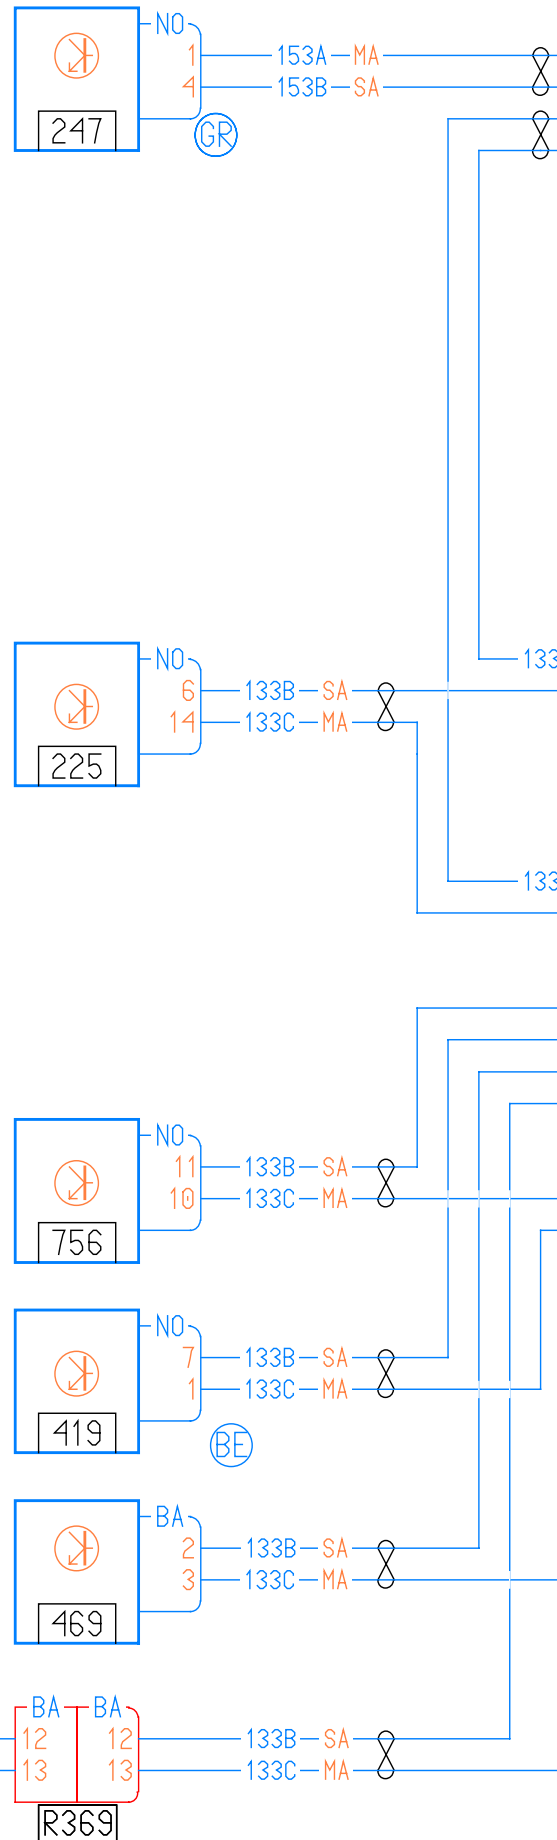 NO
1 153A MA
4 153B SA
247
GR
133
NO
6 133B SA
14 133C MA
225
133
NO
11 133B SA
10 133C MA
756
NO
7 133B SA
1 133C MA
419
BE
BA
2 133B SA
3 133C MA
469
BA BA
12 12 133B SA
13 13 133C MA
R369